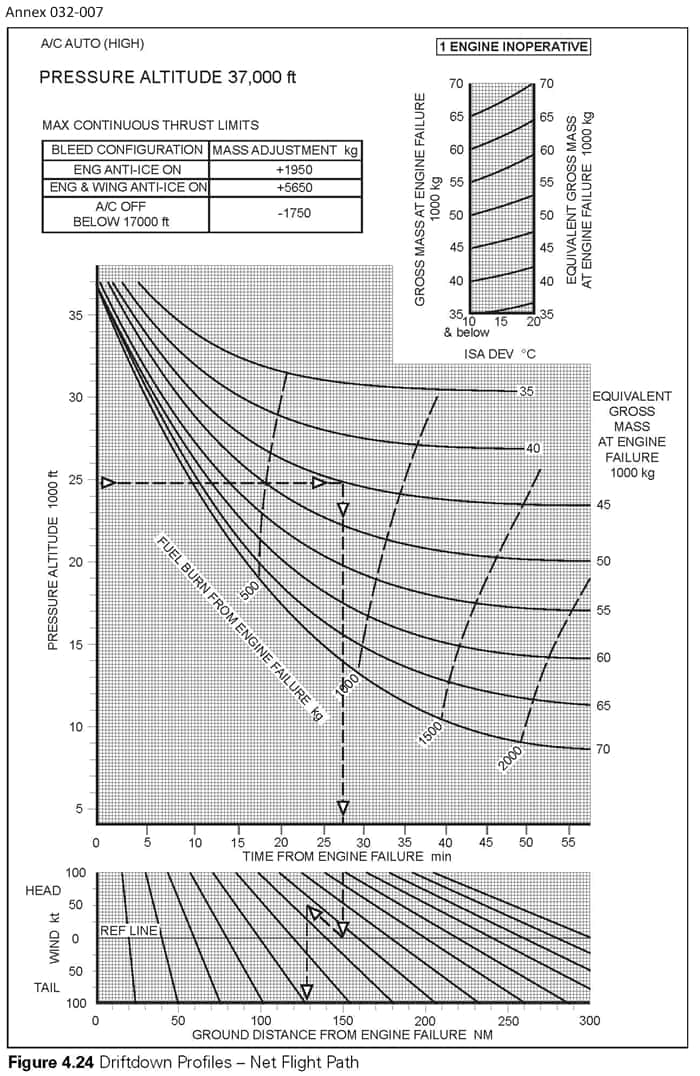 Annex 032-007
A/C AUTO (HIGH)
1 ENGINE INOPERATIVE
PRESSURE ALTITUDE 37,000 ft
MAX CONTINUOUS THRUST LIMITS
BLEED CONFIGURATION MASS ADJUSTMENT kg
ENG ANTI-ICE ON +1950
ENG & WING ANTI-ICE ON +5650
A/C OFF
BELOW 17000 ft
-1750
GROSS MASS AT ENGINE FAILURE
1000 kg
70
65
60
55
50
45
40
35
70
65
60
55
50
45
40
35
EQUIVALENT GROSS MASS
AT ENGINE FAILURE 1000 kg
10 15 20
& below
ISA DEV °C
PRESSURE ALTITUDE 1000 ft
35
30
25
20
15
10
5
35
40
45
50
55
60
65
70
EQUIVALENT
GROSS
MASS
AT ENGINE
FAILURE
1000 kg
FUEL BURN FROM ENGINE FAILURE kg
500
1000
1500
2000
0 5 10 15 20 25 30 35 40 45 50 55
TIME FROM ENGINE FAILURE min
HEAD
WIND kt
TAIL
100
50
0
50
100
REF LINE
0 50 100 150 200 250 300
GROUND DISTANCE FROM ENGINE FAILURE NM
Figure 4.24 Driftdown Profiles – Net Flight Path